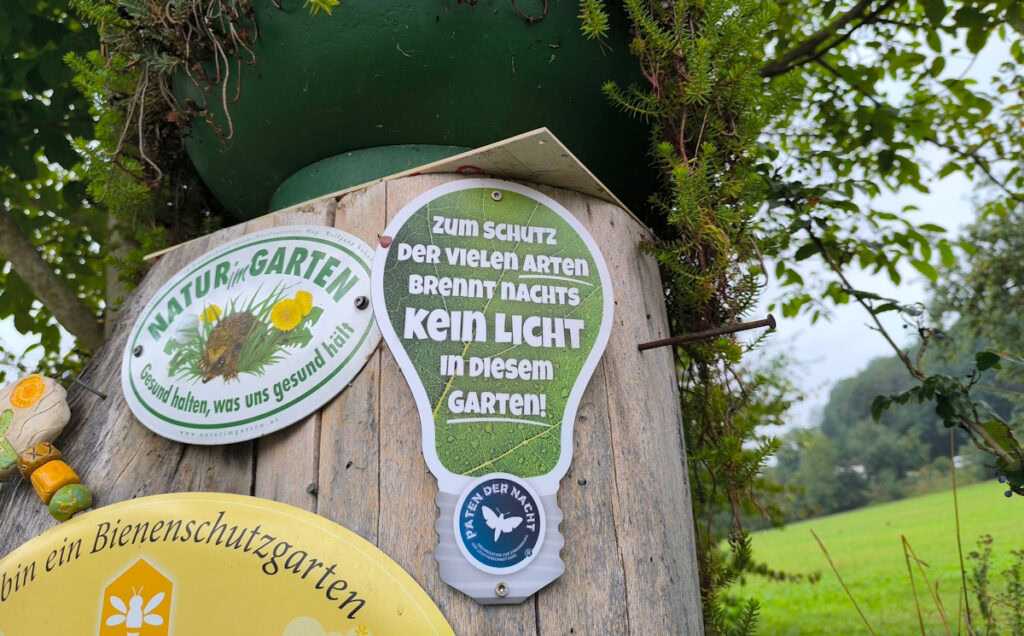 NATUR im GARTEN
Gesund halten, was uns gesund hält
www.naturimgarten.at
ZUM SCHUTZ
DER VIELEN ARTEN
BRENNT NACHTS
KEIN LICHT
IN DIESEM
GARTEN!
PATEN DER NACHT
®
bin ein Bienenschutzgarten